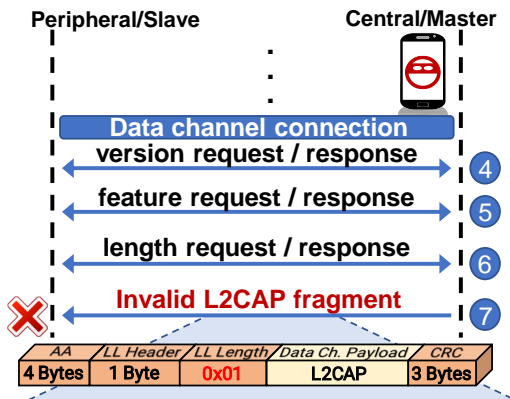 Peripheral/Slave Central/Master
Data channel connection
version request / response 4
feature request / response 5
length request / response 6
Invalid L2CAP fragment 7
AA LL Header LL Length Data Ch. Payload CRC
4 Bytes 1 Byte 0x01 L2CAP 3 Bytes